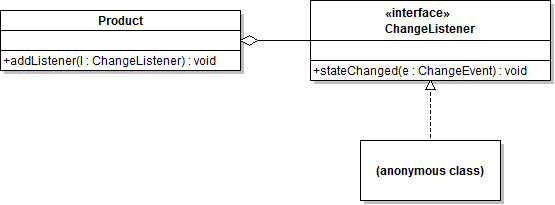 Product
+addListener(l : ChangeListener) : void
«interface»
ChangeListener
+stateChanged(e : ChangeEvent) : void
(anonymous class)